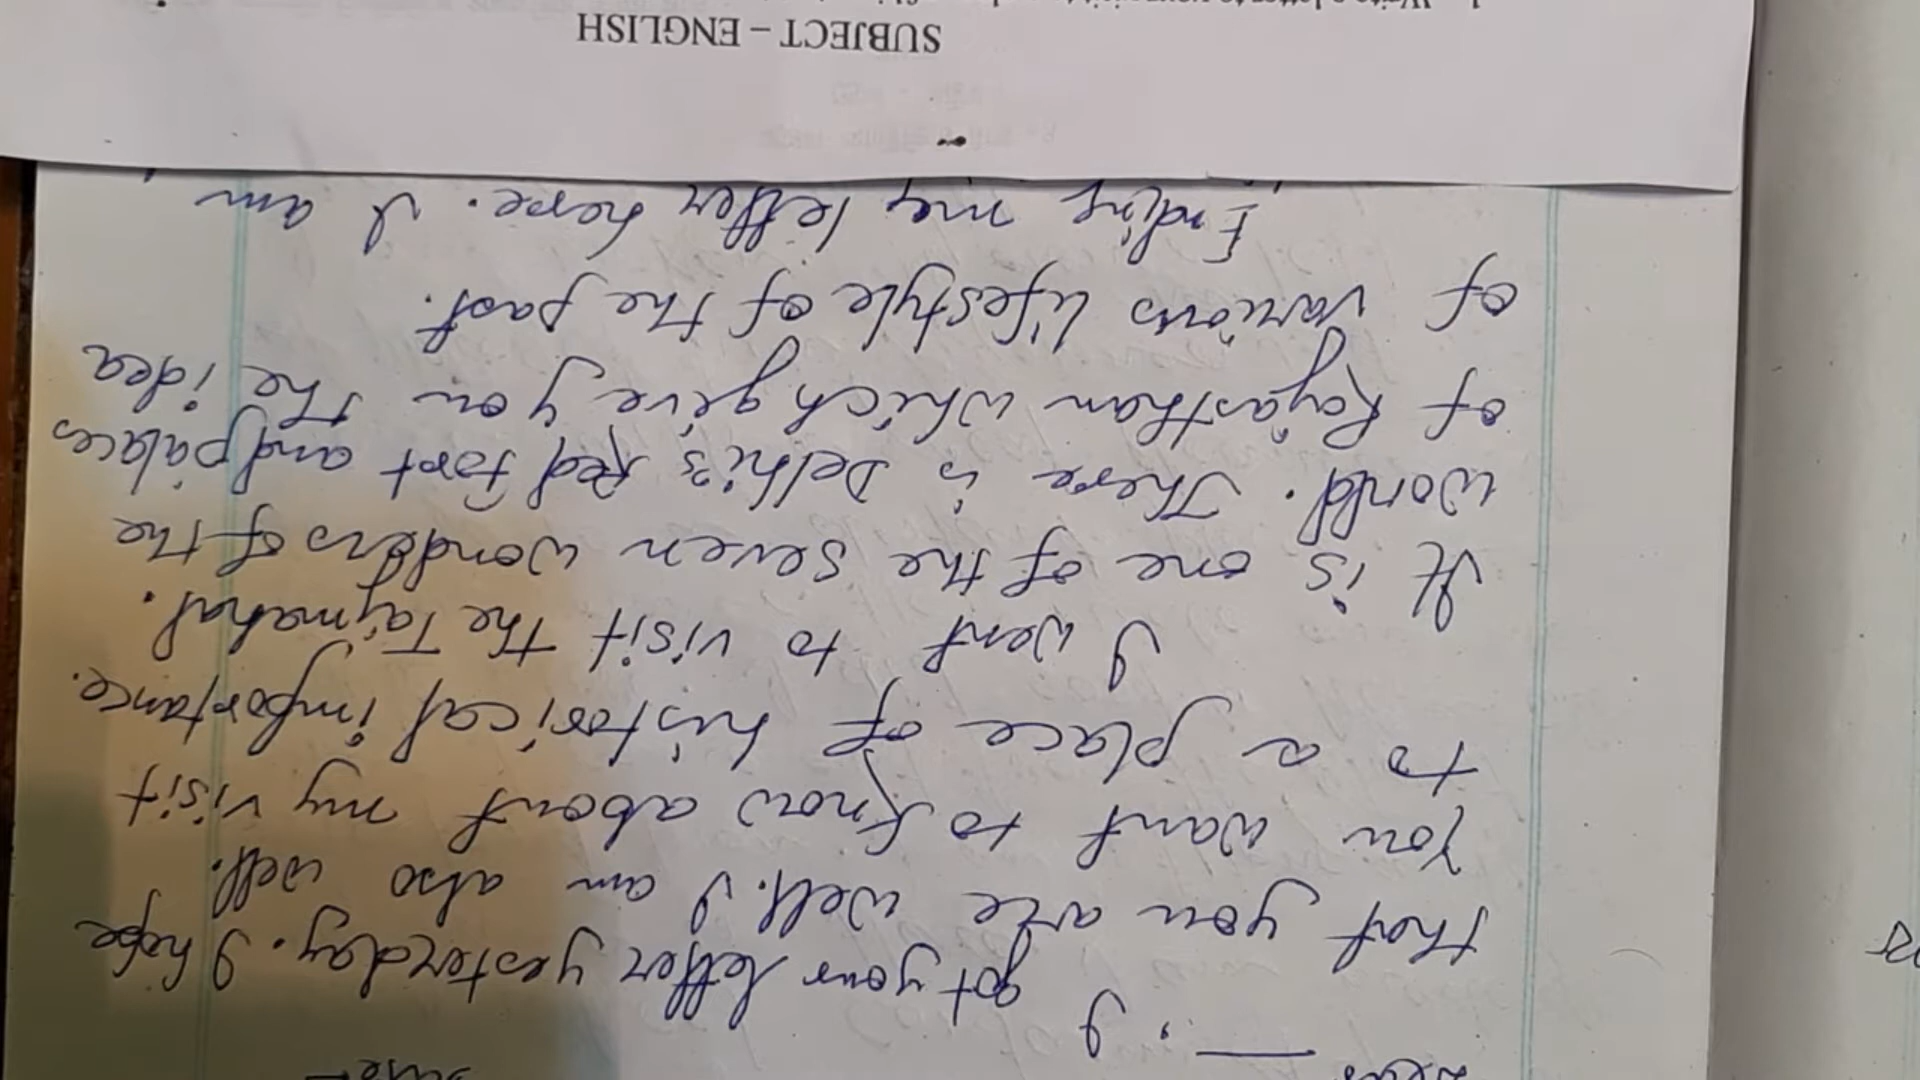 Dear
— , I got your letter yesterday. I hope
that you are well. I am also well.
You want to know about my visit
to a place of historical importance.
I went to visit the Tajmahal.
It is one of the seven wonders of the
world. There is Delhi's Red fort and palaces
of Rajasthan which give you the idea
of various lifestyle of the past.
Ending my letter here. I am
SUBJECT – ENGLISH